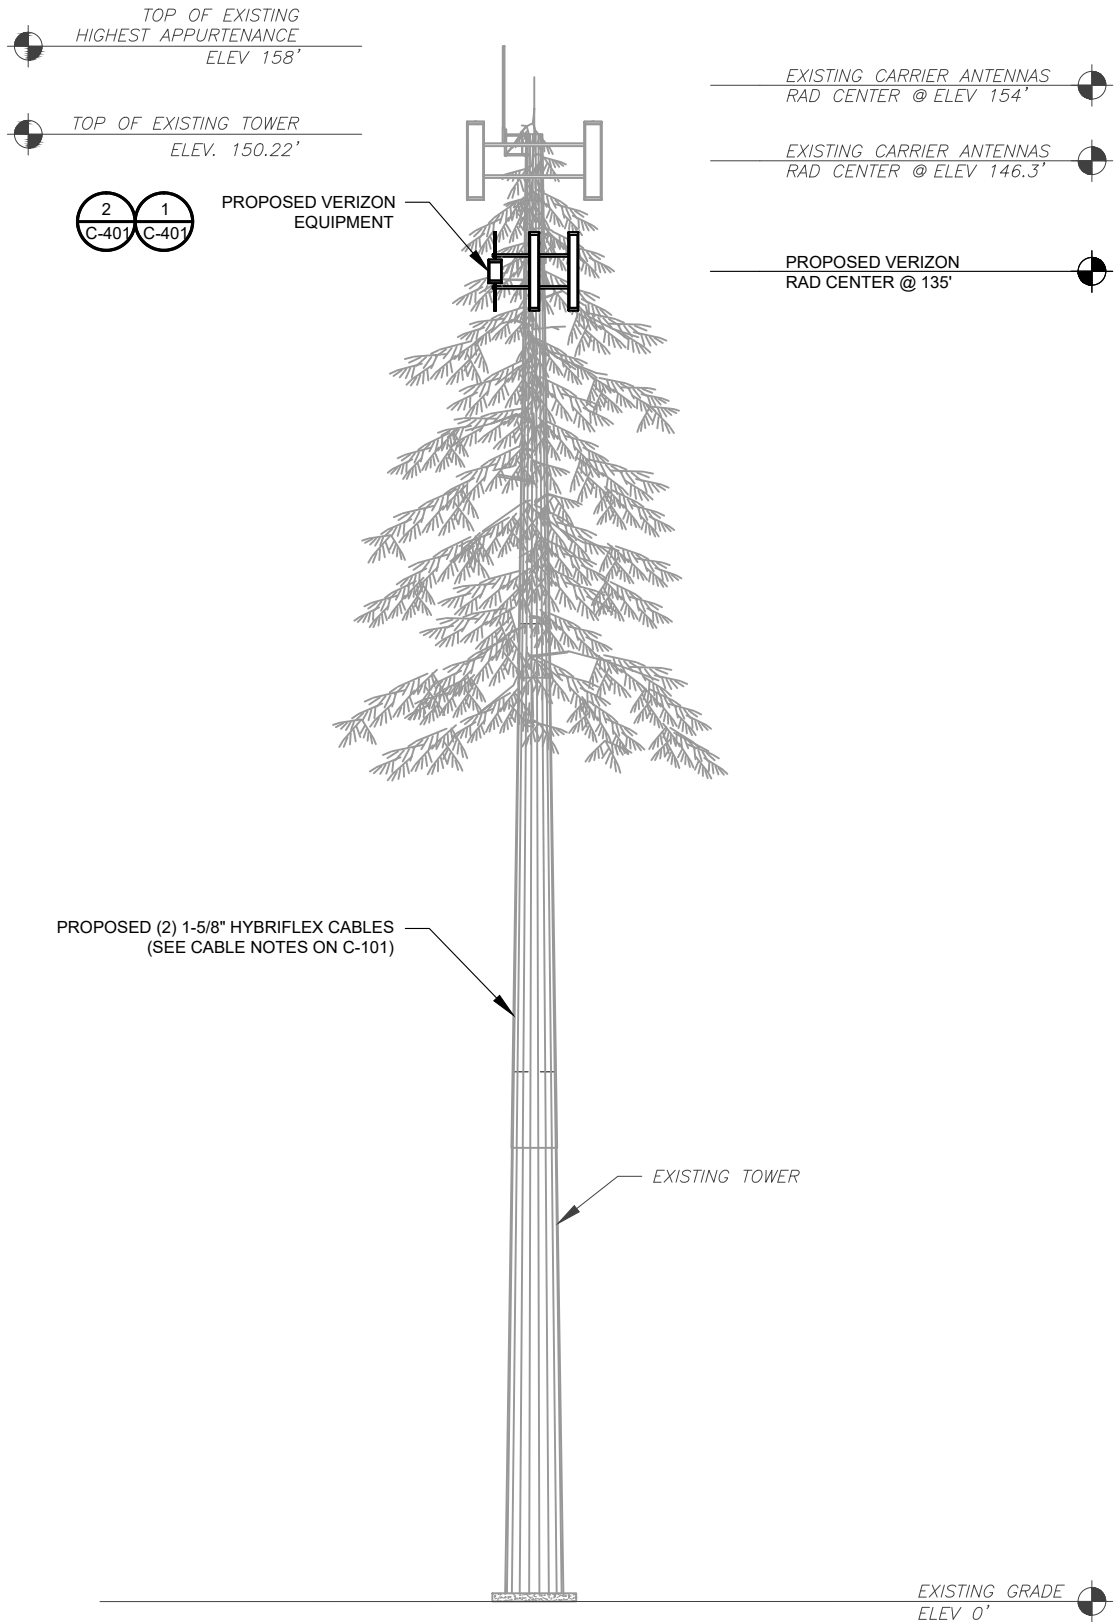 TOP OF EXISTING
HIGHEST APPURTENANCE
ELEV 158'
EXISTING CARRIER ANTENNAS
RAD CENTER @ ELEV 154'
TOP OF EXISTING TOWER
ELEV. 150.22'
EXISTING CARRIER ANTENNAS
RAD CENTER @ ELEV 146.3'
2
C-401
1
C-401
PROPOSED VERIZON
EQUIPMENT
PROPOSED VERIZON
RAD CENTER @ 135'
PROPOSED (2) 1-5/8" HYBRIFLEX CABLES
(SEE CABLE NOTES ON C-101)
EXISTING TOWER
EXISTING GRADE
ELEV 0'